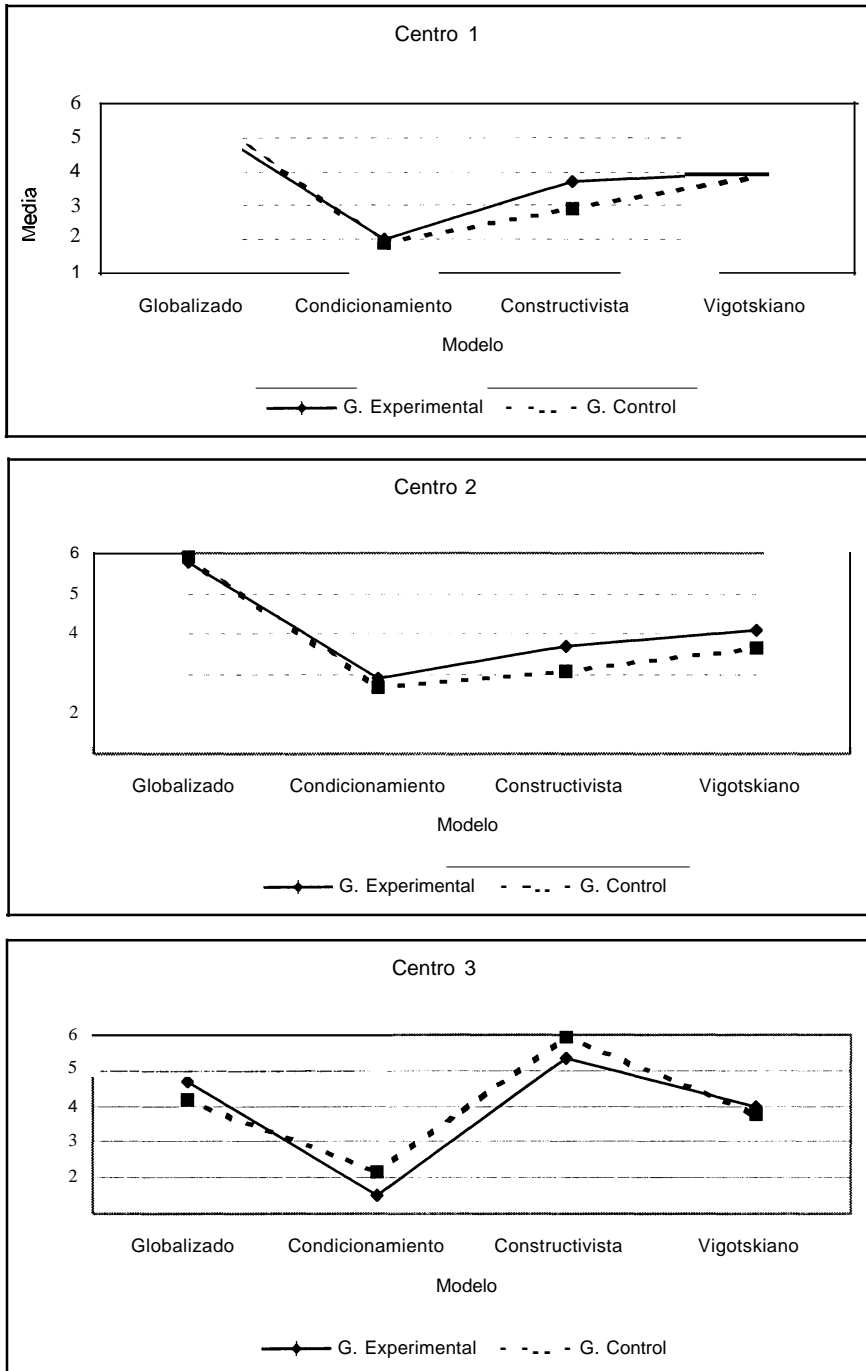 Centro 1
6
5
4
3
2
1
Media
Globalizado Condicionamiento Constructivista Vigotskiano
Modelo
G. Experimental G. Control
Centro 2
6
5
4
2
Globalizado Condicionamiento Constructivista Vigotskiano
Modelo
G. Experimental G. Control
Centro 3
6
5
4
3
2
Globalizado Condicionamiento Constructivista Vigotskiano
Modelo
G. Experimental G. Control